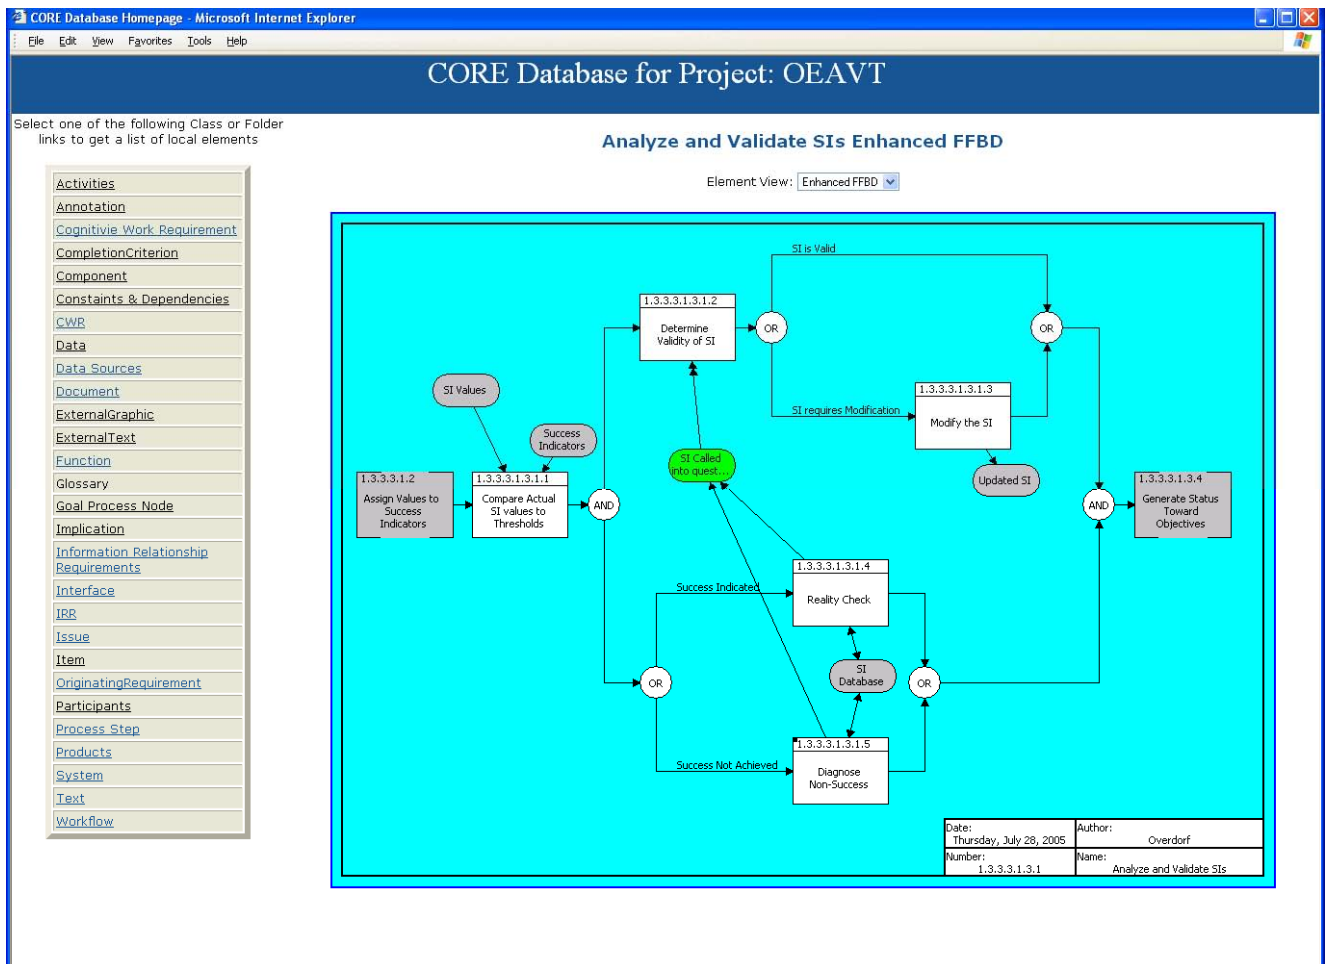 CORE Database Homepage - Microsoft Internet Explorer
File Edit View Favorites Tools Help
CORE Database for Project: OEAVT
Select one of the following Class or Folder
links to get a list of local elements
Activities
Annotation
Cognitivie Work Requirement
CompletionCriterion
Component
Constaints & Dependencies
CWR
Data
Data Sources
Document
ExternalGraphic
ExternalText
Function
Glossary
Goal Process Node
Implication
Information Relationship
Requirements
Interface
IRR
Issue
Item
OriginatingRequirement
Participants
Process Step
Products
System
Text
Workflow
Analyze and Validate SIs Enhanced FFBD
Element View: Enhanced FFBD
SI is Valid
1.3.3.3.1.3.1.2
Determine
Validity of SI
OR
OR
SI Values
1.3.3.3.1.3.1.3
Modify the SI
SI requires Modification
Success
Indicators
SI Called
into quest...
Updated SI
1.3.3.3.1.2
Assign Values to
Success
Indicators
1.3.3.3.1.3.1.1
Compare Actual
SI values to
Thresholds
AND
AND
1.3.3.3.1.3.4
Generate Status
Toward
Objectives
Success Indicated
1.3.3.3.1.3.1.4
Reality Check
OR
SI
Database
OR
Success Not Achieved
1.3.3.3.1.3.1.5
Diagnose
Non-Success
Date:
Thursday, July 28, 2005
Author:
Overdorf
Number:
1.3.3.3.1.3.1
Name:
Analyze and Validate SIs